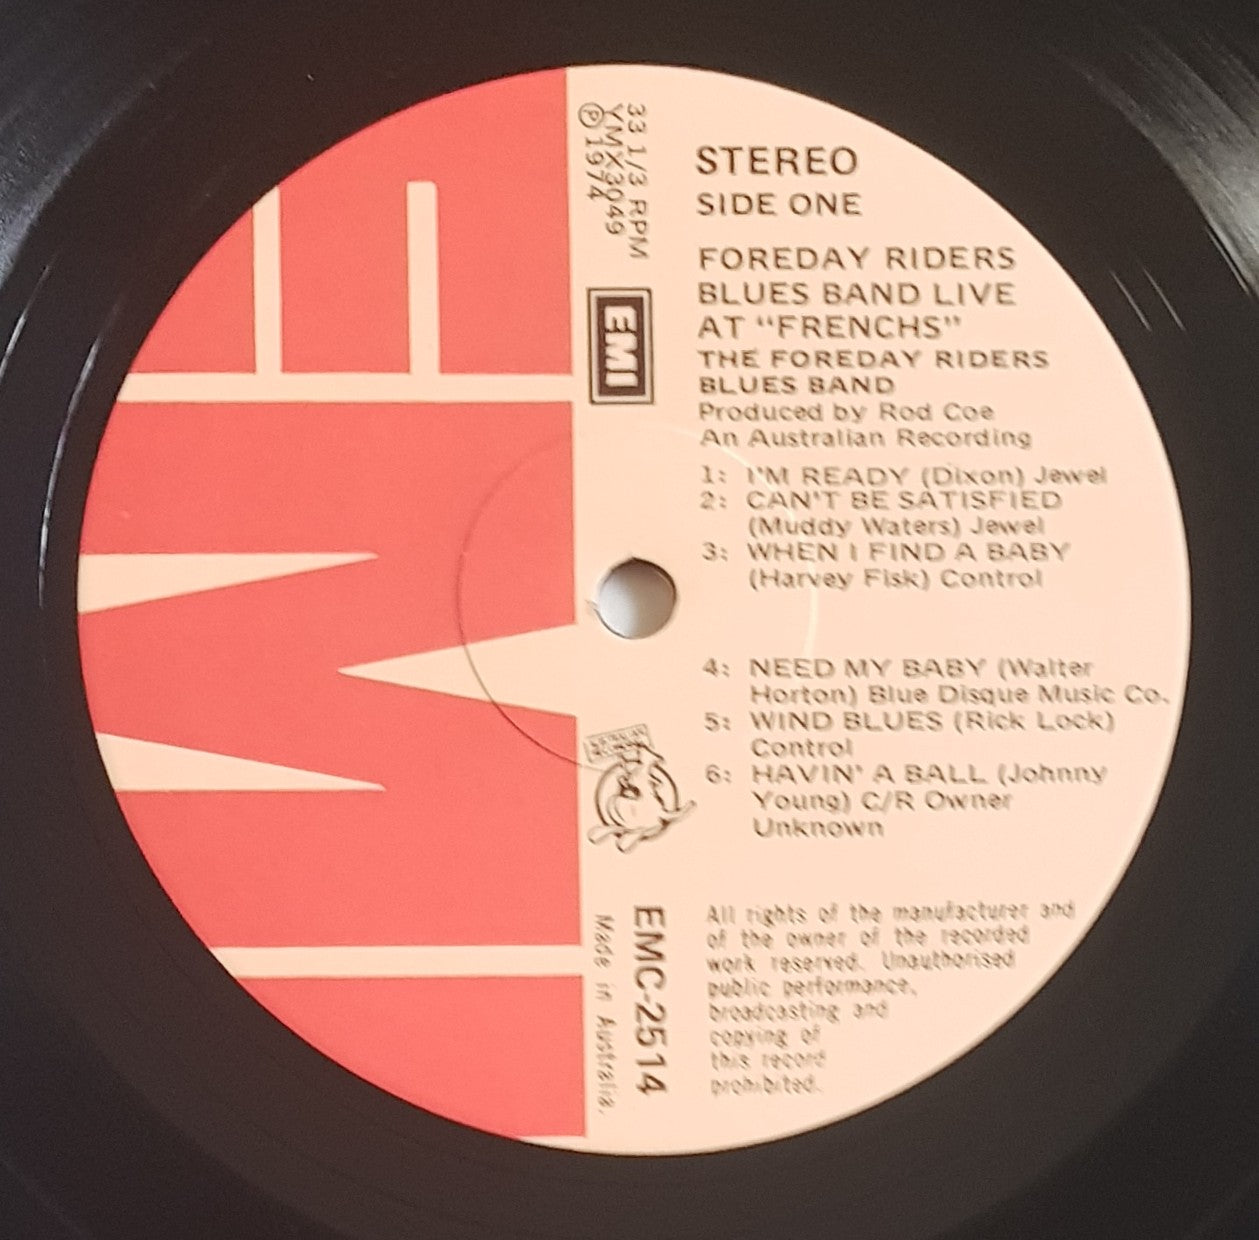 STEREO
SIDE ONE
FOREDAY RIDERS
BLUES BAND LIVE
AT "FRENCHS"
THE FOREDAY RIDERS
BLUES BAND
Produced by Rod Coe
An Australian Recording
1: I'M READY (Dixon) Jewel
2: CAN'T BE SATISFIED
(Muddy Waters) Jewel
3: WHEN I FIND A BABY
(Harvey Fisk) Control
4: NEED MY BABY (Walter
Horton) Blue Disque Music Co.
5: WIND BLUES (Rick Lock)
Control
6: HAVIN' A BALL (Johnny
Young) C/R Owner
Unknown
All rights of the manufacturer and
of the owner of the recorded
work reserved. Unauthorised
public performance,
broadcasting and
copying of
this record
prohibited.
33 1/3 RPM
YMX3049
Ⓟ 1974
EMI
EMC-2514
Made in Australia.
EMI